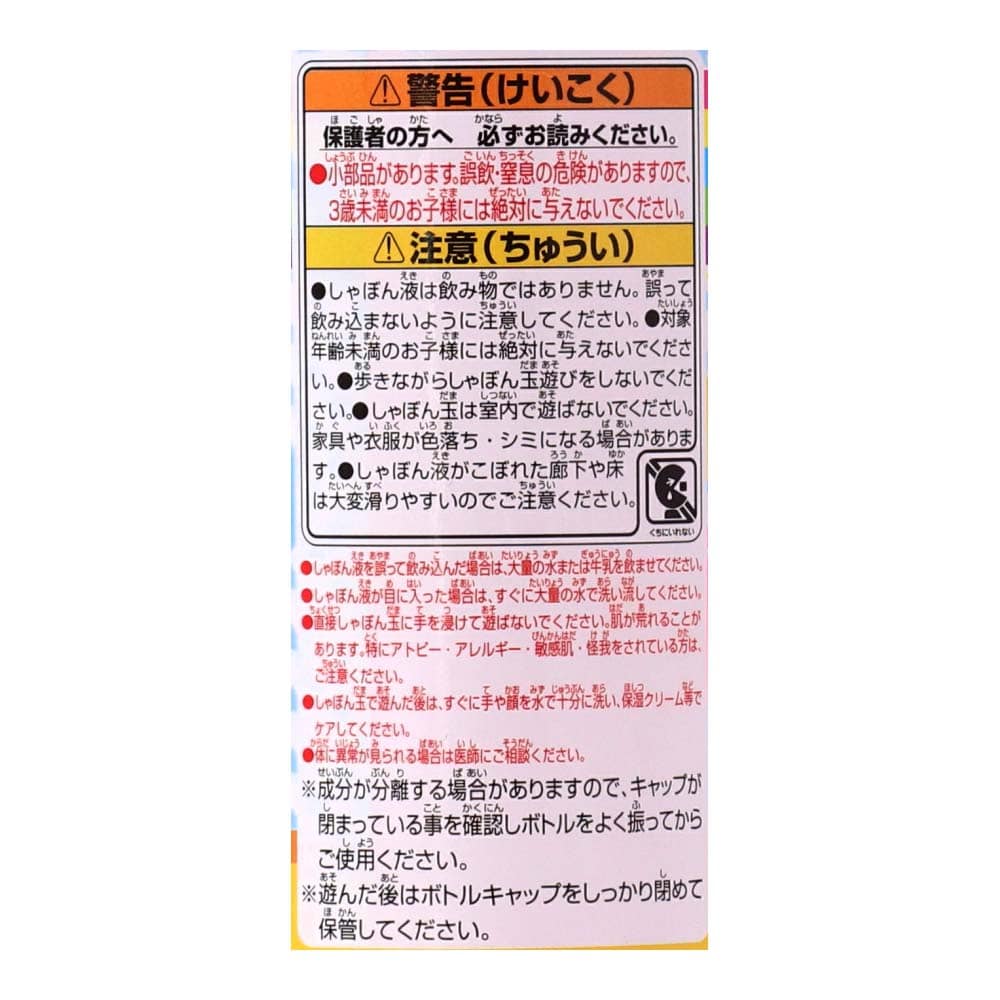 ⚠警告(けいこく)
保護者の方へ 必ずお読みください。
●小部品があります。誤飲・窒息の危険がありますので、
3歳未満のお子様には絶対に与えないでください。
⚠注意(ちゅうい)
●しゃぼん液は飲み物ではありません。誤って
飲み込まないように注意してください。●対象
年齢未満のお子様には絶対に与えないでくださ
い。●歩きながらしゃぼん玉遊びをしないでくだ
さい。●しゃぼん玉は室内で遊ばないでください。
家具や衣服が色落ち・シミになる場合がありま
す。●しゃぼん液がこぼれた廊下や床
は大変滑りやすいのでご注意ください。
くちにいれない
●しゃぼん液を誤って飲み込んだ場合は、大量の水または牛乳を飲ませてください。
●しゃぼん液が目に入った場合は、すぐに大量の水で洗い流してください。
●直接しゃぼん玉に手を浸けて遊ばないでください。肌が荒れることが
あります。特にアトピー・アレルギー・敏感肌・怪我をされている方は、
ご注意ください。
●しゃぼん玉で遊んだ後は、すぐに手や顔を水で十分に洗い、保湿クリーム等で
ケアしてください。
●体に異常が見られる場合は医師にご相談ください。
※成分が分離する場合がありますので、キャップが
閉まっている事を確認しボトルをよく振ってから
ご使用ください。
※遊んだ後はボトルキャップをしっかり閉めて
保管してください。